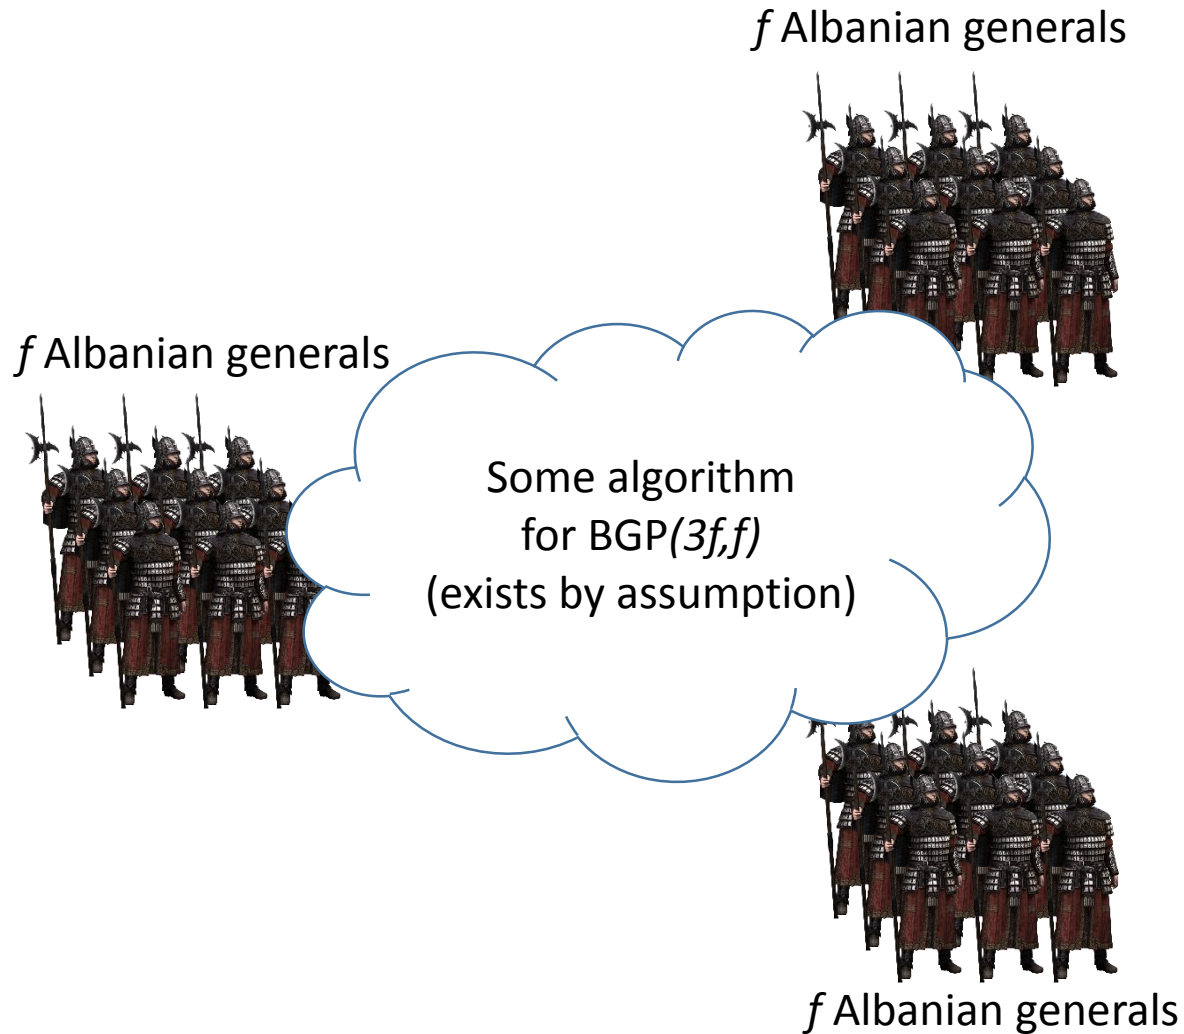 f Albanian generals
f Albanian generals
Some algorithm
for BGP(3f,f)
(exists by assumption)
f Albanian generals